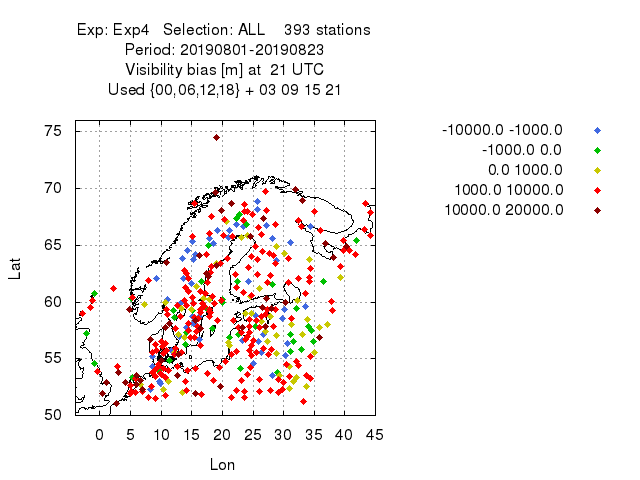 Exp: Exp4 Selection: ALL 393 stations
Period: 20190801-20190823
Visibility bias [m] at 21 UTC
Used {00,06,12,18} + 03 09 15 21
-10000.0 -1000.0
-1000.0 0.0
0.0 1000.0
1000.0 10000.0
10000.0 20000.0
75
70
65
60
55
50
Lat
0 5 10 15 20 25 30 35 40 45
Lon